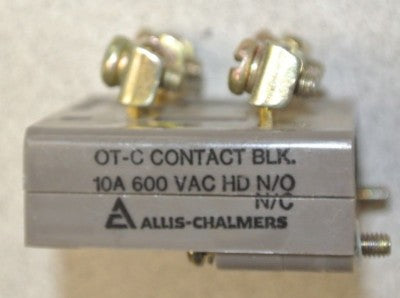 OT-C CONTACT BLK.
10A 600 VAC HD N/O
N/C
ALLIS-CHALMERS